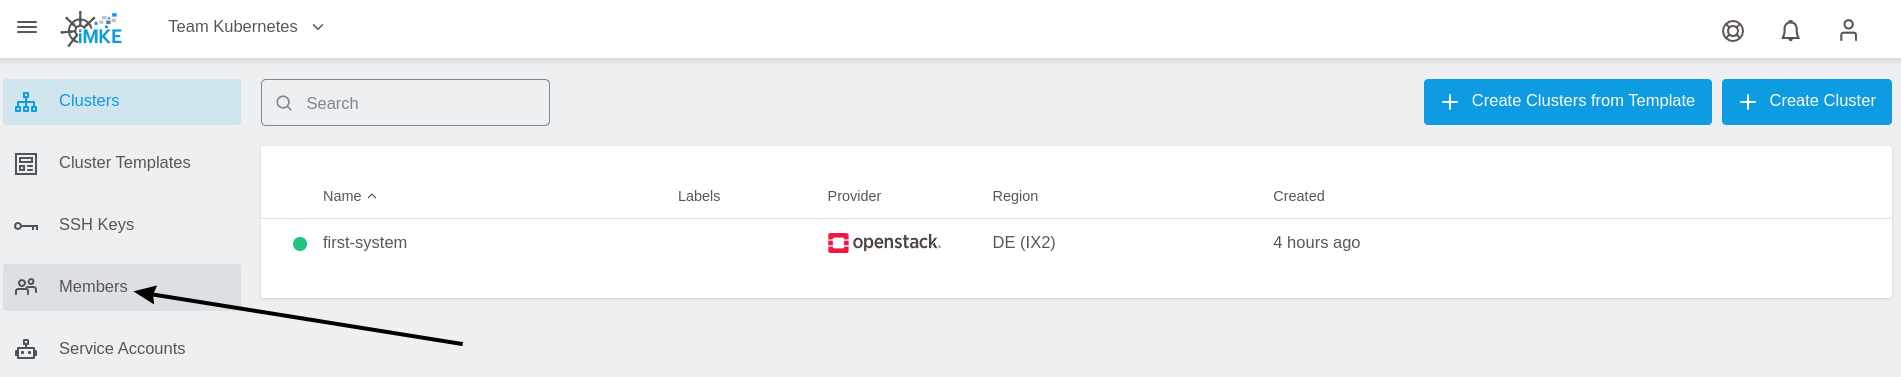 iMKE
Team Kubernetes
Clusters
Search
Create Clusters from Template
Create Cluster
Cluster Templates
Name
Labels
Provider
Region
Created
SSH Keys
first-system
openstack.
DE (IX2)
4 hours ago
Members
Service Accounts